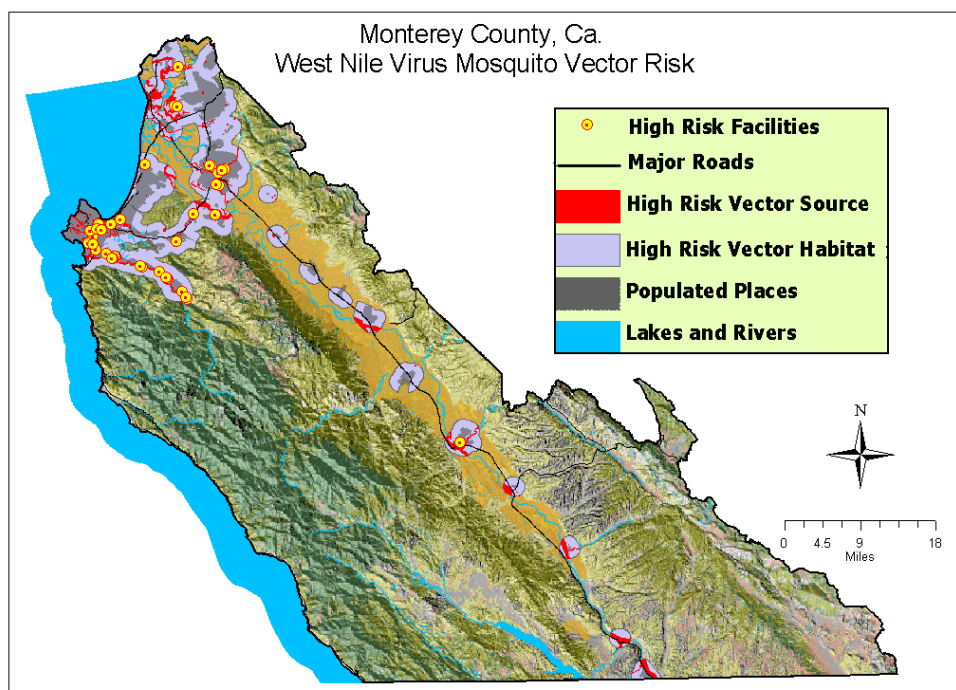 Monterey County, Ca.
West Nile Virus Mosquito Vector Risk
High Risk Facilities
Major Roads
High Risk Vector Source
High Risk Vector Habitat
Populated Places
Lakes and Rivers
N
0 4.5 9 18
Miles